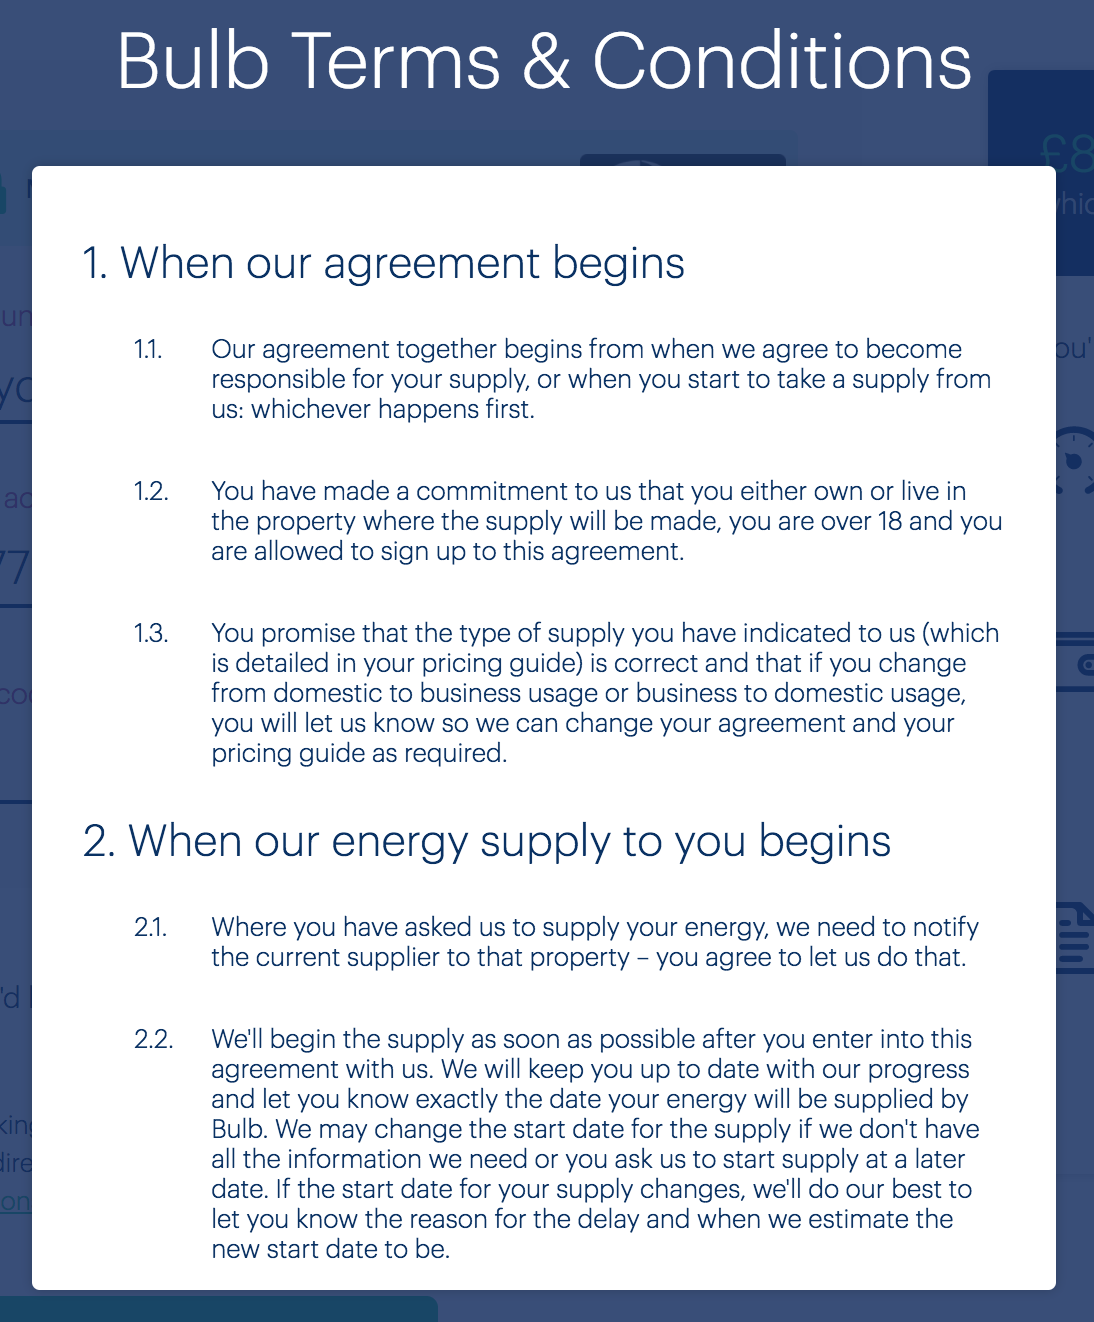 Bulb Terms & Conditions
£8
1. When our agreement begins
1.1. Our agreement together begins from when we agree to become
responsible for your supply, or when you start to take a supply from
us: whichever happens first.
1.2. You have made a commitment to us that you either own or live in
the property where the supply will be made, you are over 18 and you
are allowed to sign up to this agreement.
1.3. You promise that the type of supply you have indicated to us (which
is detailed in your pricing guide) is correct and that if you change
from domestic to business usage or business to domestic usage,
you will let us know so we can change your agreement and your
pricing guide as required.
2. When our energy supply to you begins
2.1. Where you have asked us to supply your energy, we need to notify
the current supplier to that property – you agree to let us do that.
2.2. We'll begin the supply as soon as possible after you enter into this
agreement with us. We will keep you up to date with our progress
and let you know exactly the date your energy will be supplied by
Bulb. We may change the start date for the supply if we don't have
all the information we need or you ask us to start supply at a later
date. If the start date for your supply changes, we'll do our best to
let you know the reason for the delay and when we estimate the
new start date to be.